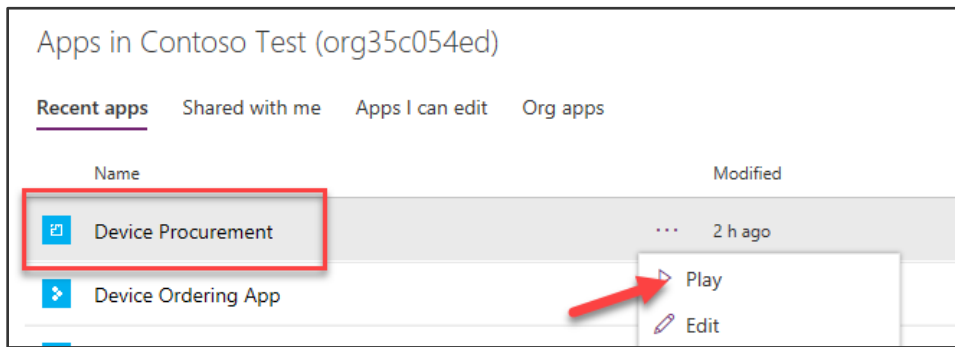 Apps in Contoso Test (org35c054ed)
Recent apps Shared with me Apps I can edit Org apps
Name Modified
Device Procurement ··· 2 h ago
Play
Device Ordering App
Edit